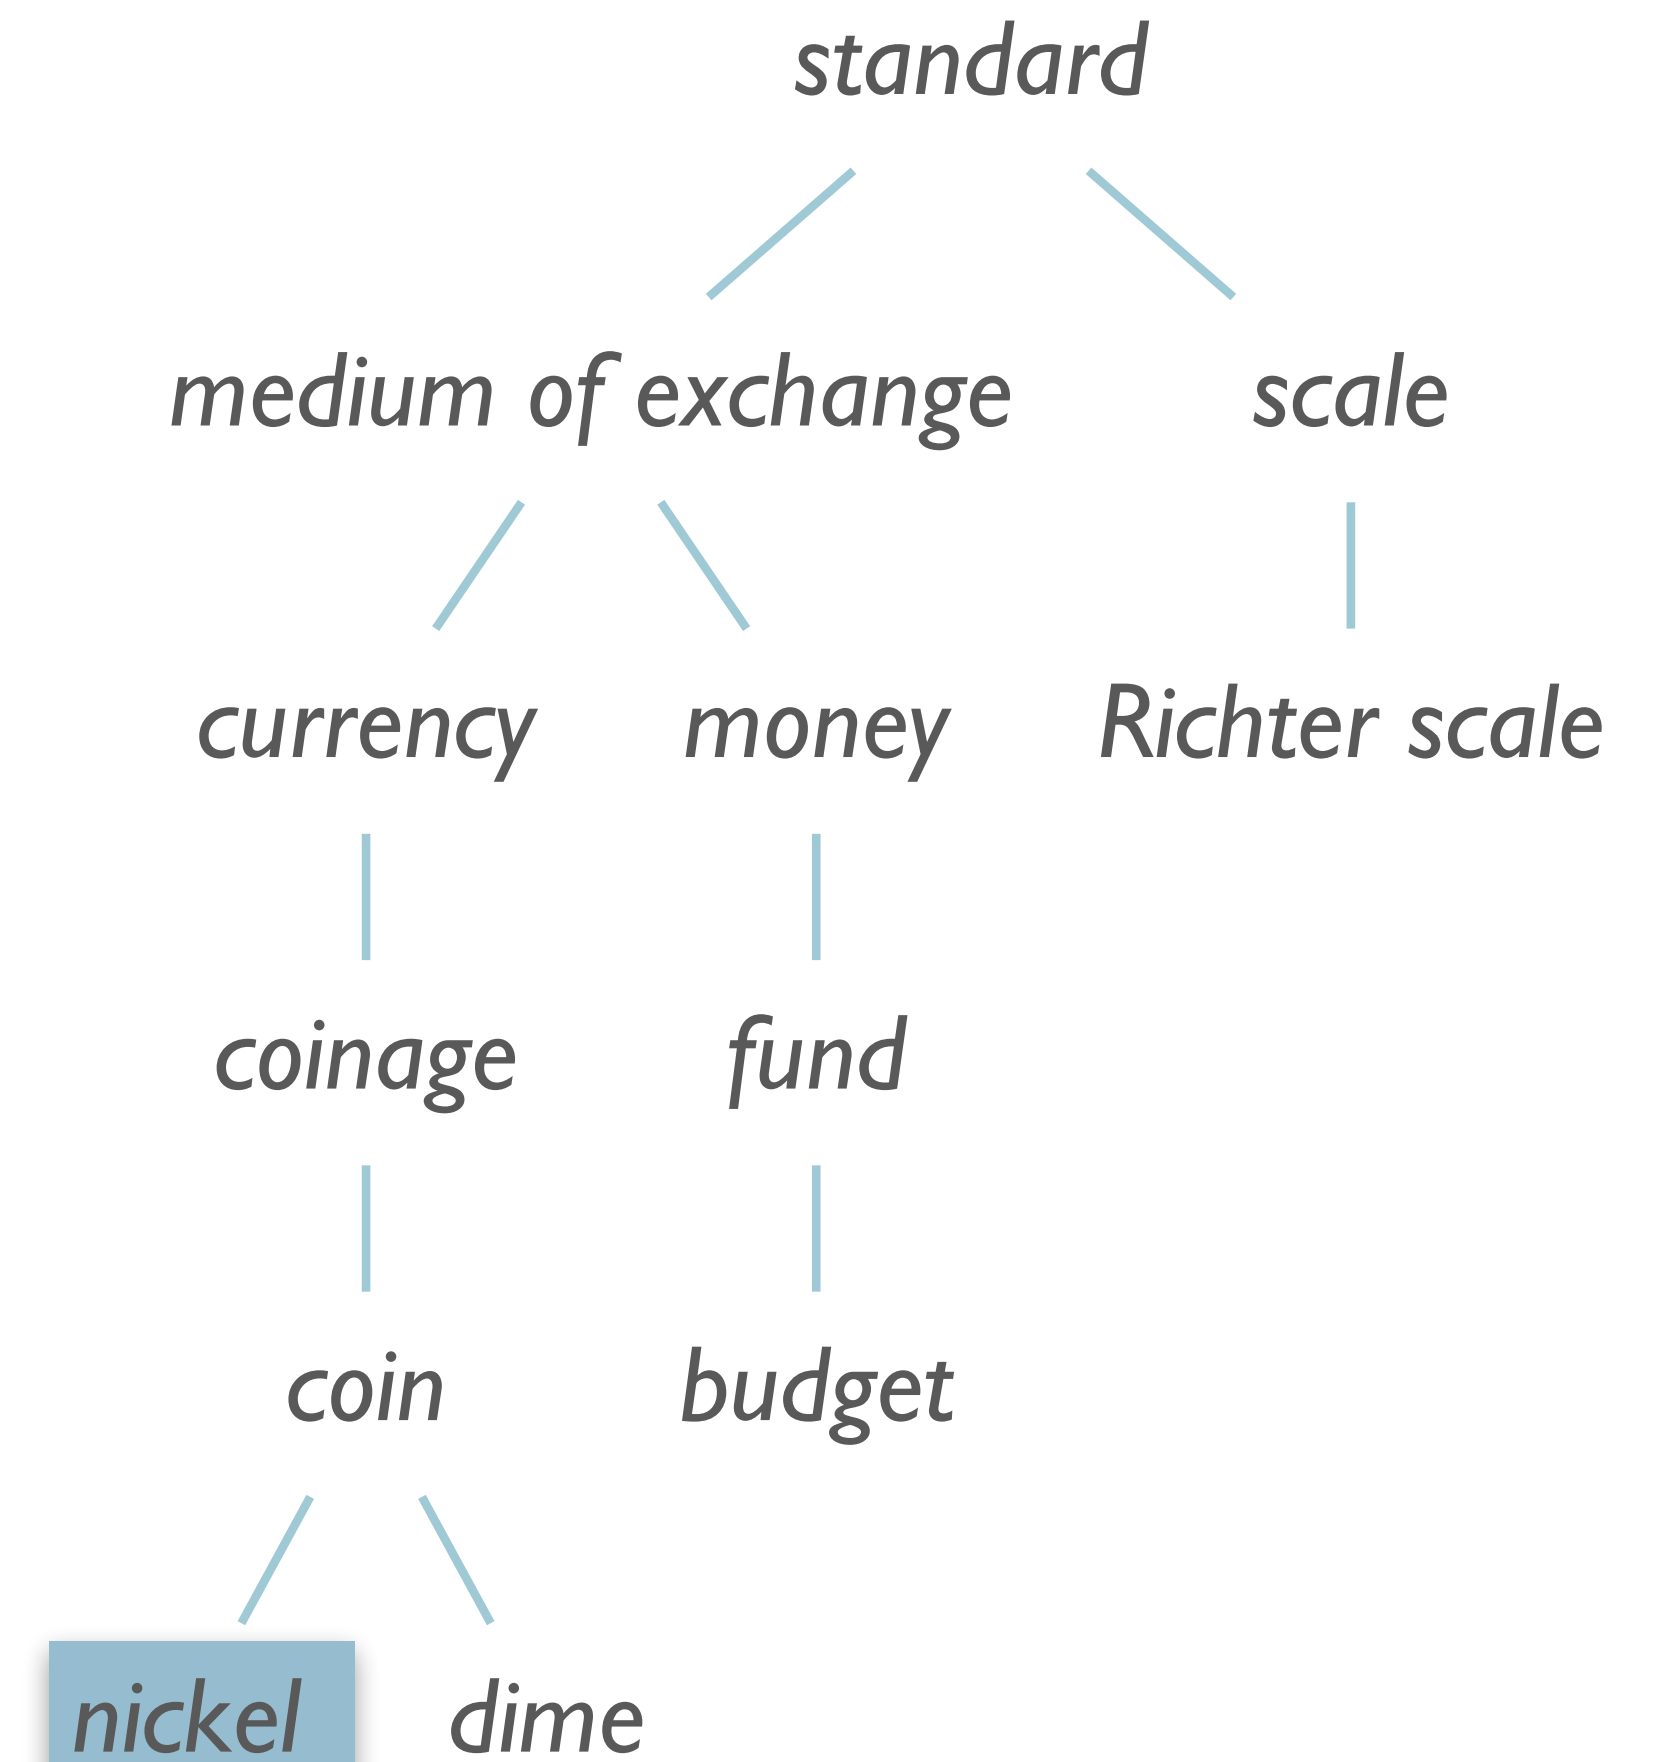 standard
medium of exchange scale
currency money Richter scale
coinage fund
coin budget
nickel dime